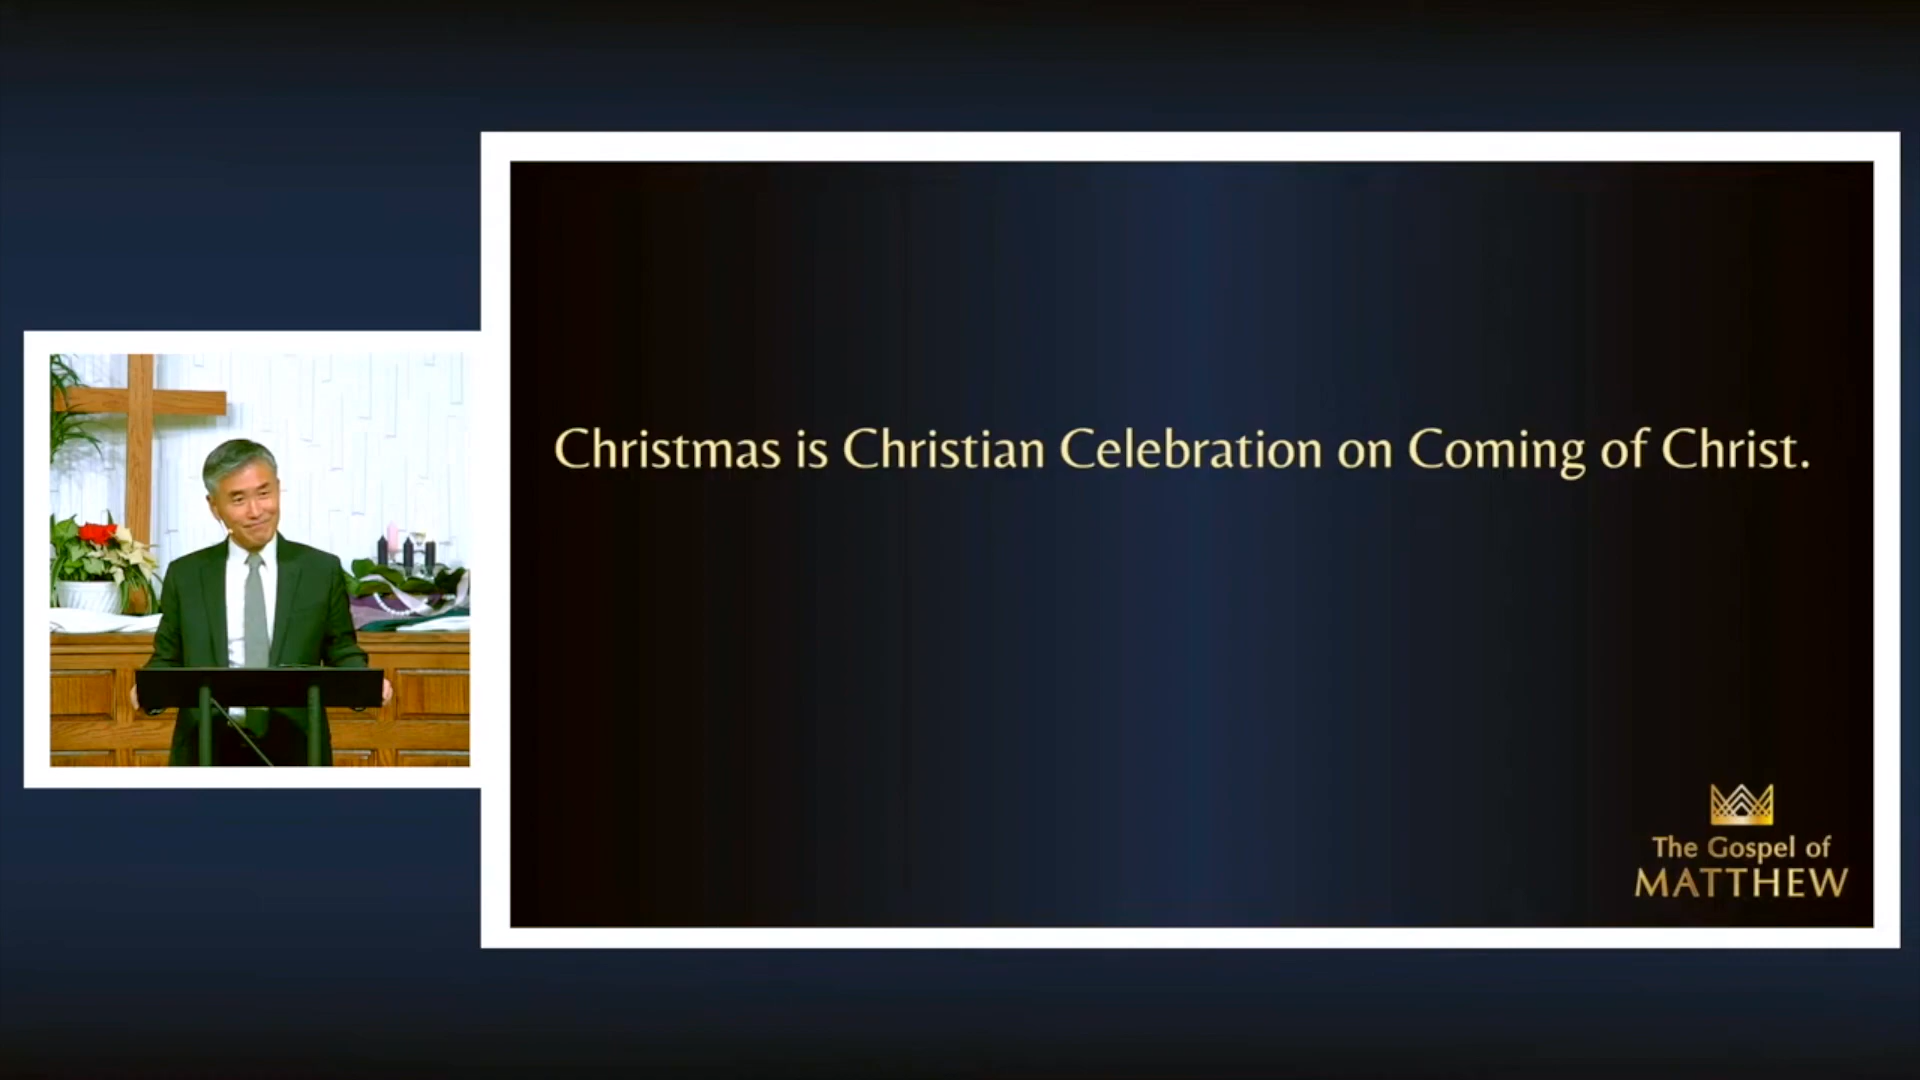 Christmas is Christian Celebration on Coming of Christ.
The Gospel of
MATTHEW